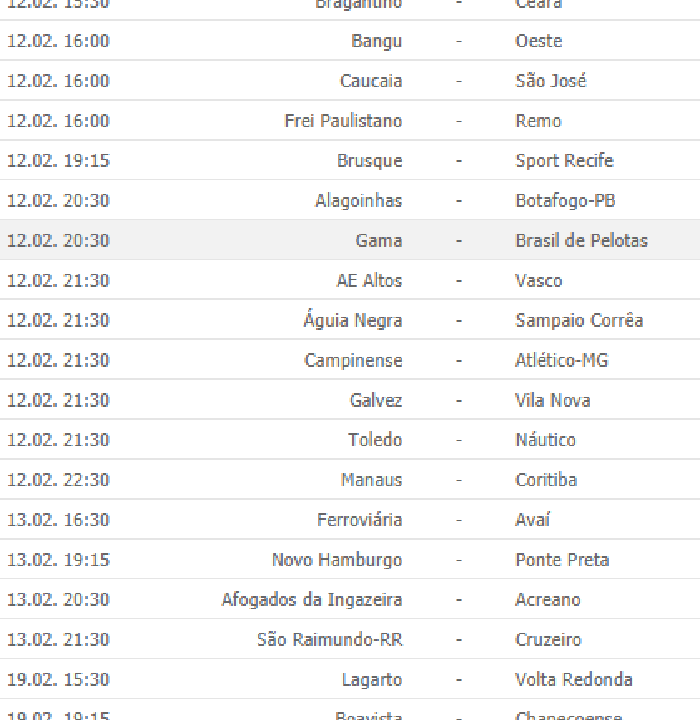 12.02. 15:30 Bragantino - Ceará
12.02. 16:00 Bangu - Oeste
12.02. 16:00 Caucaia - São José
12.02. 16:00 Frei Paulistano - Remo
12.02. 19:15 Brusque - Sport Recife
12.02. 20:30 Alagoinhas - Botafogo-PB
12.02. 20:30 Gama - Brasil de Pelotas
12.02. 21:30 AE Altos - Vasco
12.02. 21:30 Águia Negra - Sampaio Corrêa
12.02. 21:30 Campinense - Atlético-MG
12.02. 21:30 Galvez - Vila Nova
12.02. 21:30 Toledo - Náutico
12.02. 22:30 Manaus - Coritiba
13.02. 16:30 Ferroviária - Avaí
13.02. 19:15 Novo Hamburgo - Ponte Preta
13.02. 20:30 Afogados da Ingazeira - Acreano
13.02. 21:30 São Raimundo-RR - Cruzeiro
19.02. 15:30 Lagarto - Volta Redonda
19.02. 19:15 Boavista - Chapecoense